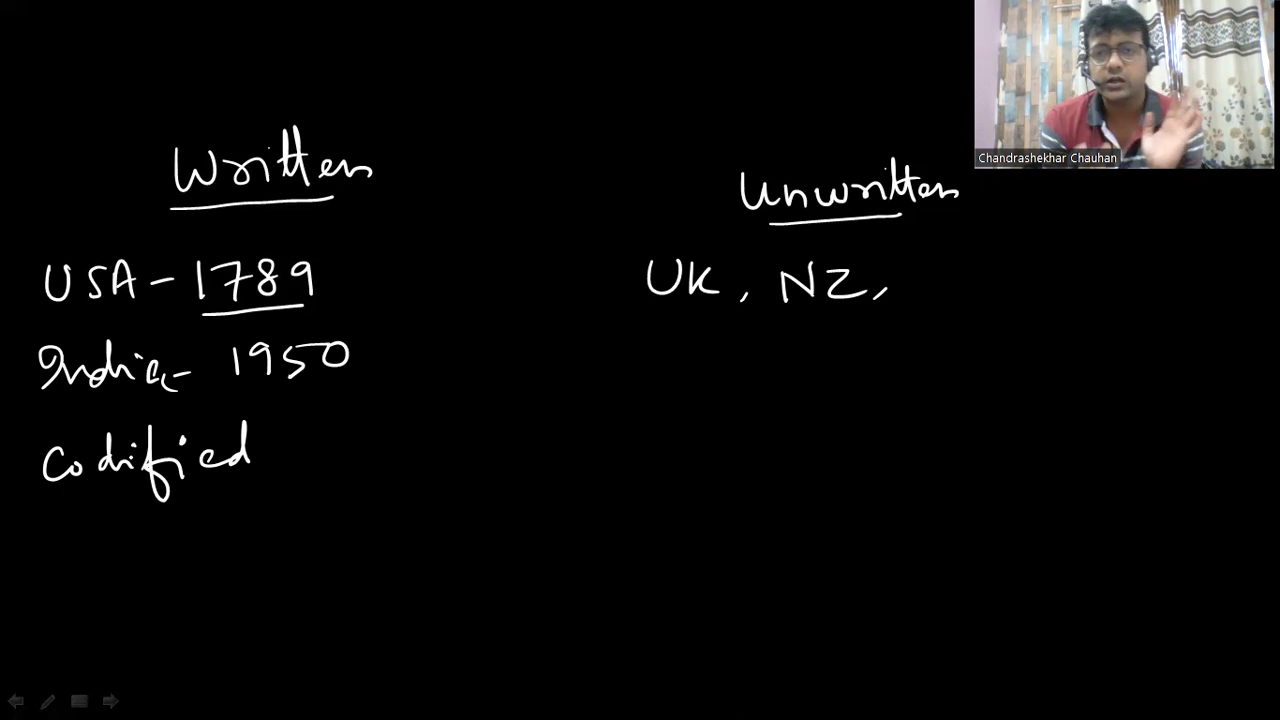 Chandrashekhar Chauhan
Written
Unwritten
USA - 1789
UK, NZ,
India - 1950
Codified